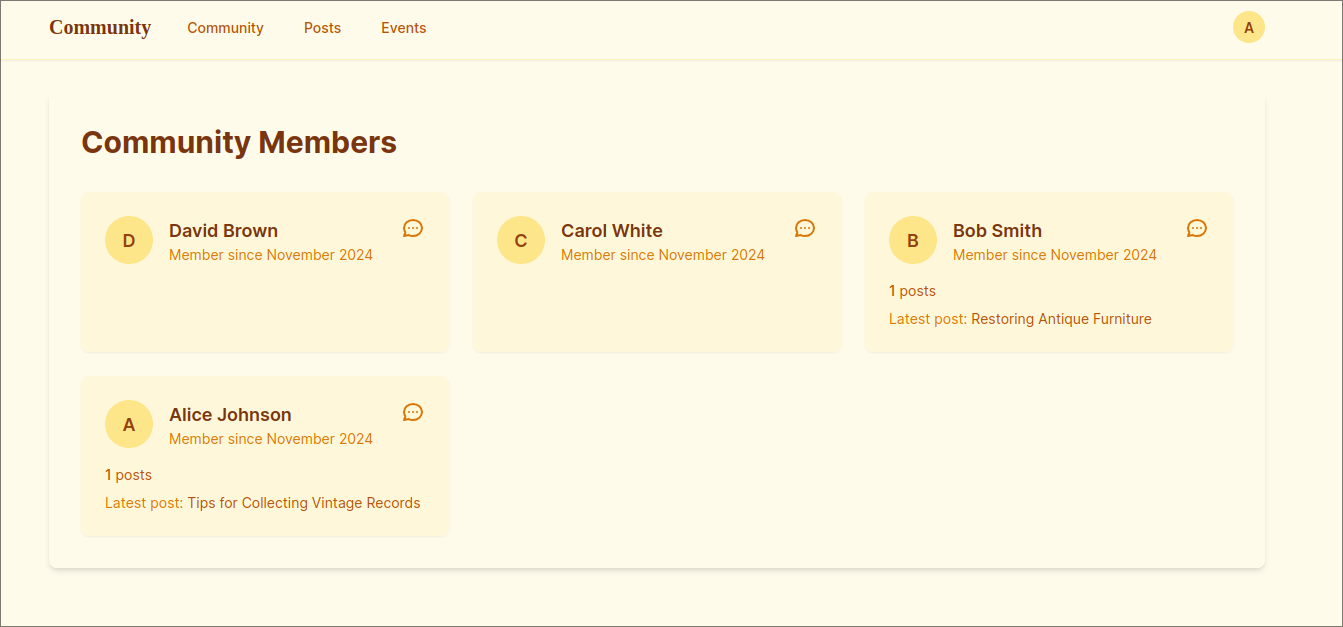 Community
Community
Posts
Events
A
Community Members
D
David Brown
Member since November 2024
C
Carol White
Member since November 2024
B
Bob Smith
Member since November 2024
1 posts
Latest post: Restoring Antique Furniture
A
Alice Johnson
Member since November 2024
1 posts
Latest post: Tips for Collecting Vintage Records